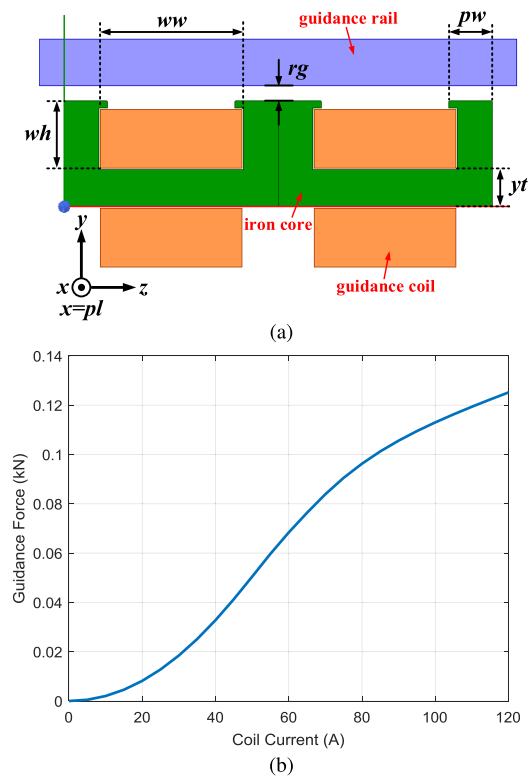 guidance rail
ww
pw
rg
wh
yt
iron core
y
x
z
x=pl
guidance coil
(a)
0.14
0.12
0.1
0.08
0.06
0.04
0.02
0
Guidance Force (kN)
0 20 40 60 80 100 120
Coil Current (A)
(b)